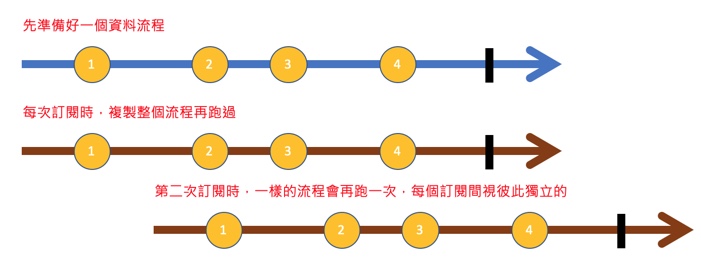 先準備好一個資料流程
1 2 3 4
每次訂閱時，複製整個流程再跑過
1 2 3 4
第二次訂閱時，一樣的流程會再跑一次，每個訂閱間視彼此獨立的
1 2 3 4